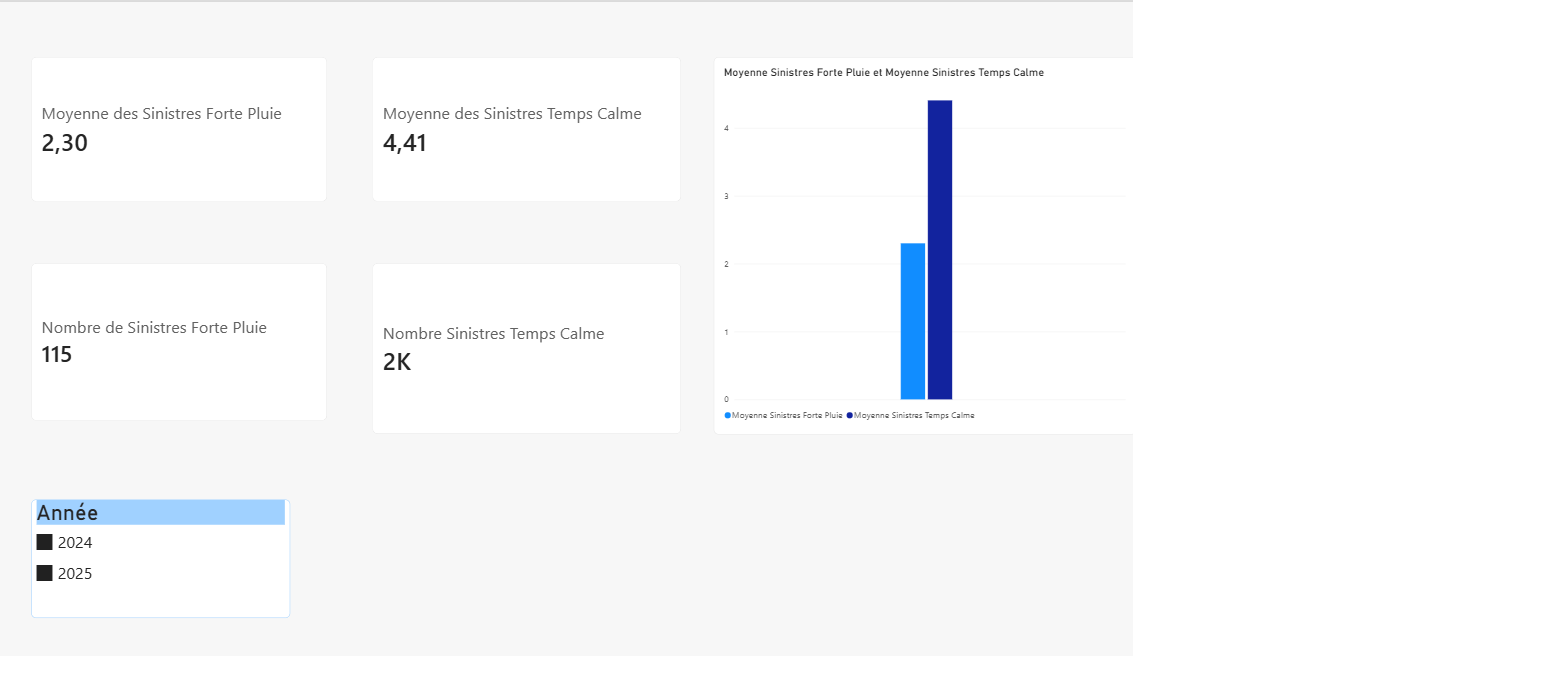 Moyenne des Sinistres Forte Pluie
2,30
Moyenne des Sinistres Temps Calme
4,41
Moyenne Sinistres Forte Pluie et Moyenne Sinistres Temps Calme
4
3
2
1
0
Moyenne Sinistres Forte Pluie
Moyenne Sinistres Temps Calme
Nombre de Sinistres Forte Pluie
115
Nombre Sinistres Temps Calme
2K
Année
2024
2025